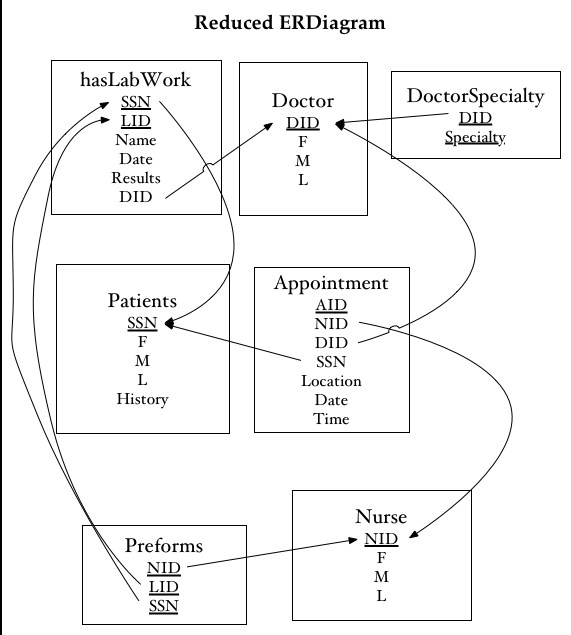 Reduced ERDiagram
hasLabWork
SSN
LID
Name
Date
Results
DID
Doctor
DID
F
M
L
DoctorSpecialty
DID
Specialty
Patients
SSN
F
M
L
History
Appointment
AID
NID
DID
SSN
Location
Date
Time
Preforms
NID
LID
SSN
Nurse
NID
F
M
L